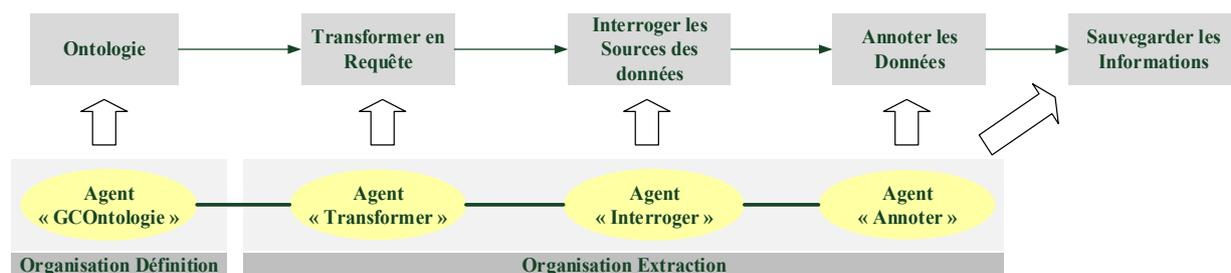 Ontologie
Transformer en
Requête
Interroger les
Sources des
données
Annoter les
Données
Sauvegarder les
Informations
Agent
« GCOntologie »
Agent
« Transformer »
Agent
« Interroger »
Agent
« Annoter »
Organisation Définition
Organisation Extraction